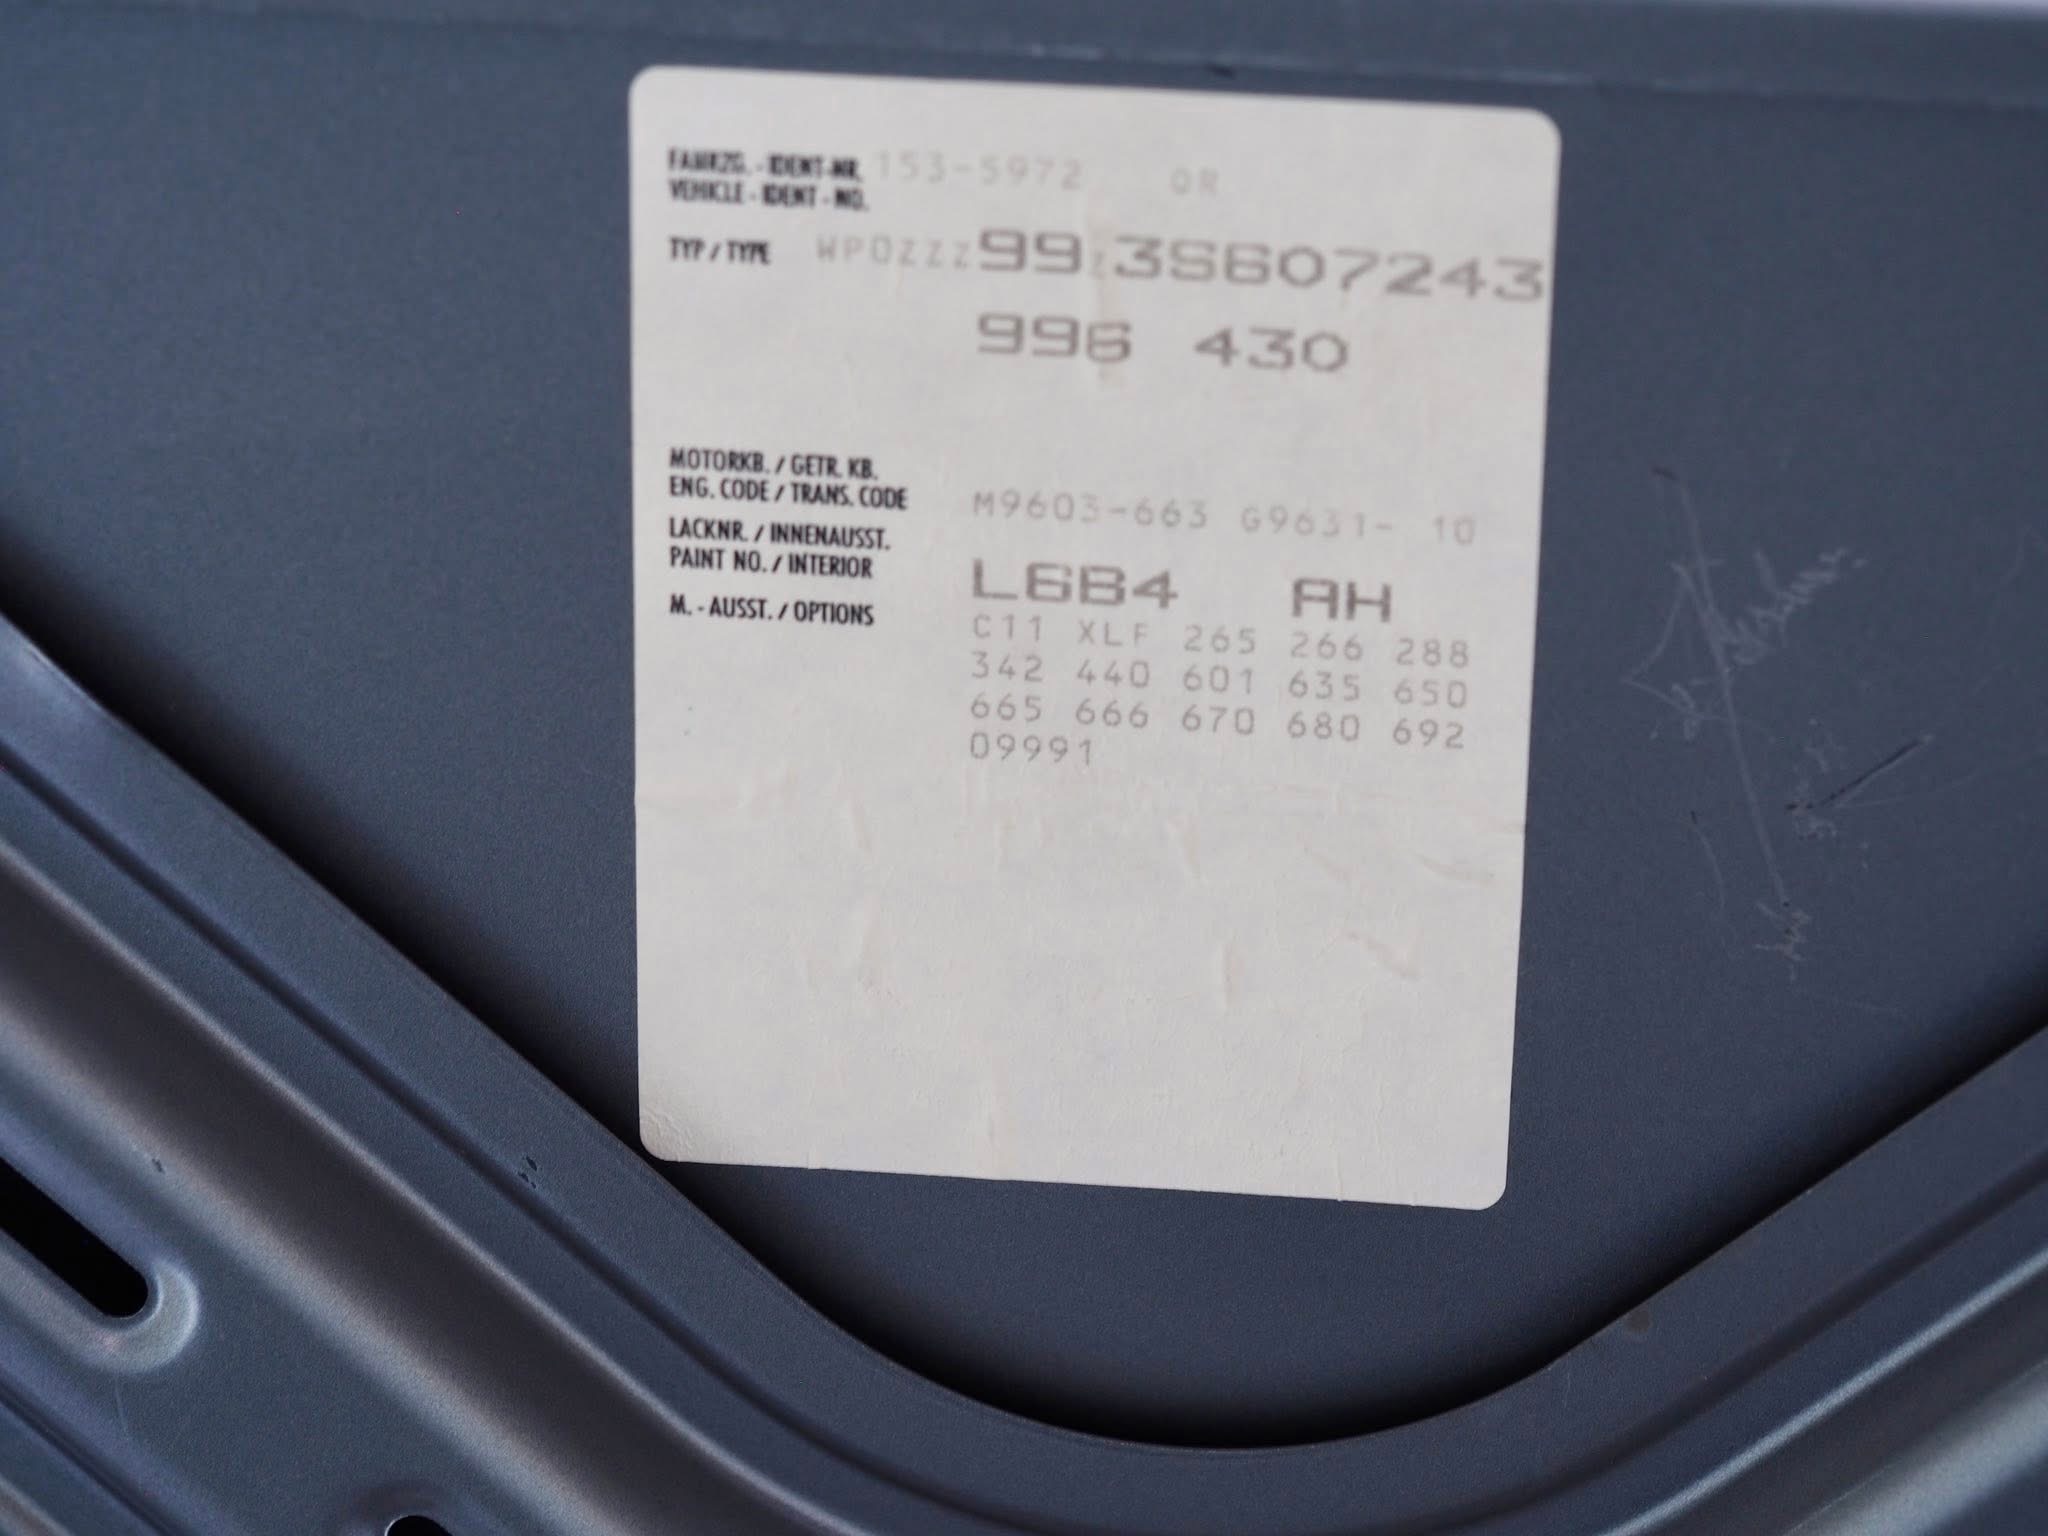 FAHRZG. - IDENT-NR. 153-5972 0R
VEHICLE - IDENT - NO.
TYP / TYPE WP0ZZZ99Z3S607243
996 430
MOTORKB. / GETR. KB.
ENG. CODE / TRANS. CODE M9603-663 G9631- 10
LACKNR. / INNENAUSST.
PAINT NO. / INTERIOR L6B4 AH
M. - AUSST. / OPTIONS C11 XLF 265 266 288
342 440 601 635 650
665 666 670 680 692
09991